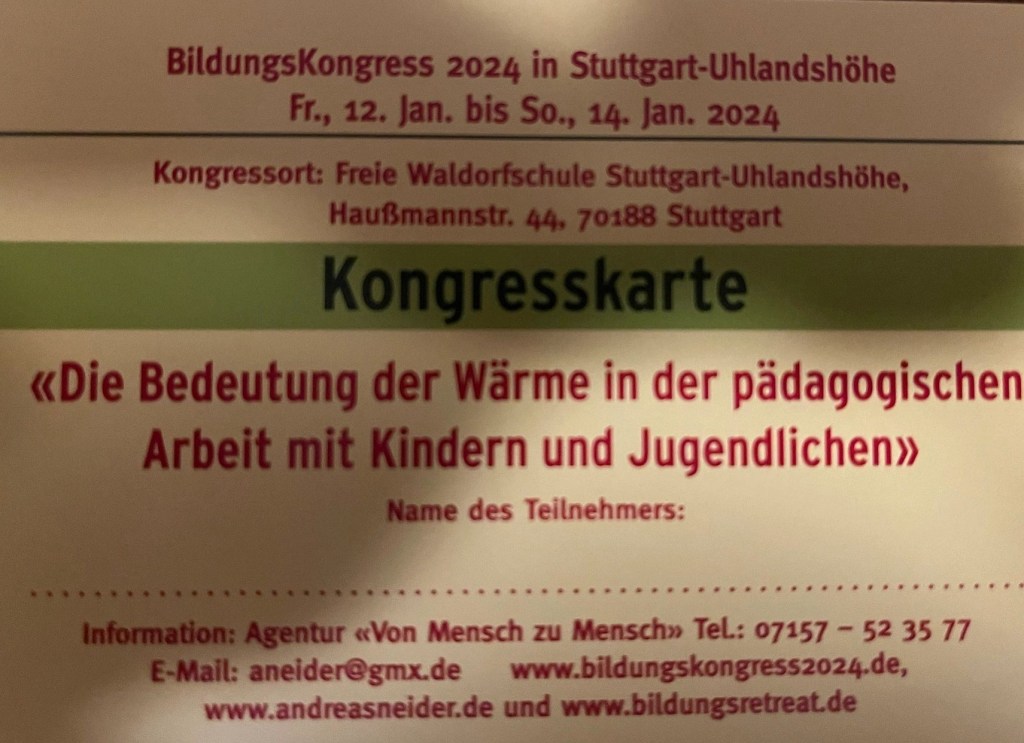 BildungsKongress 2024 in Stuttgart-Uhlandshöhe
Fr., 12. Jan. bis So., 14. Jan. 2024
Kongressort: Freie Waldorfschule Stuttgart-Uhlandshöhe,
Haußmannstr. 44, 70188 Stuttgart
Kongresskarte
«Die Bedeutung der Wärme in der pädagogischen
Arbeit mit Kindern und Jugendlichen»
Name des Teilnehmers:
Information: Agentur «Von Mensch zu Mensch» Tel.: 07157 – 52 35 77
E-Mail: aneider@gmx.de www.bildungskongress2024.de,
www.andreasneider.de und www.bildungsretreat.de